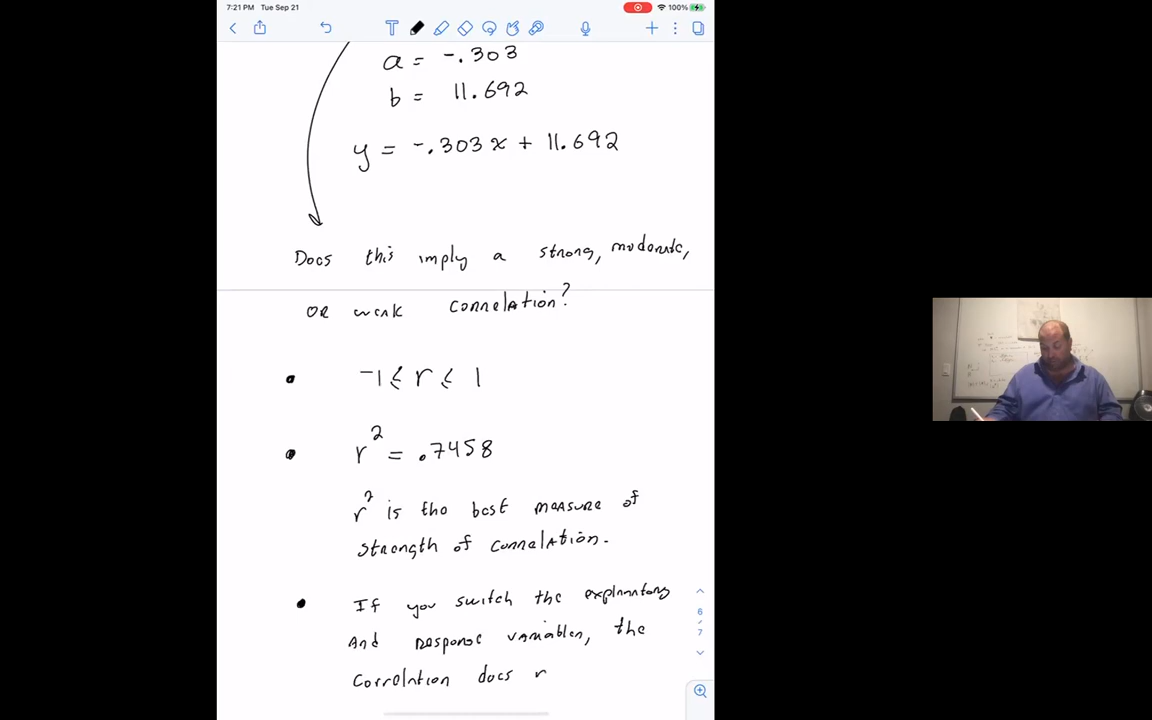 7:21 PM Tue Sep 21
100%
a = -.303
b = 11.692
y = -.303x + 11.692
Does this imply a strong, moderate,
OR weak correlation?
-1 ≤ r ≤ 1
r² = .7458
r² is the best measure of
strength of correlation.
If you switch the explanatory
And response variables, the
correlation does n
6
/
7